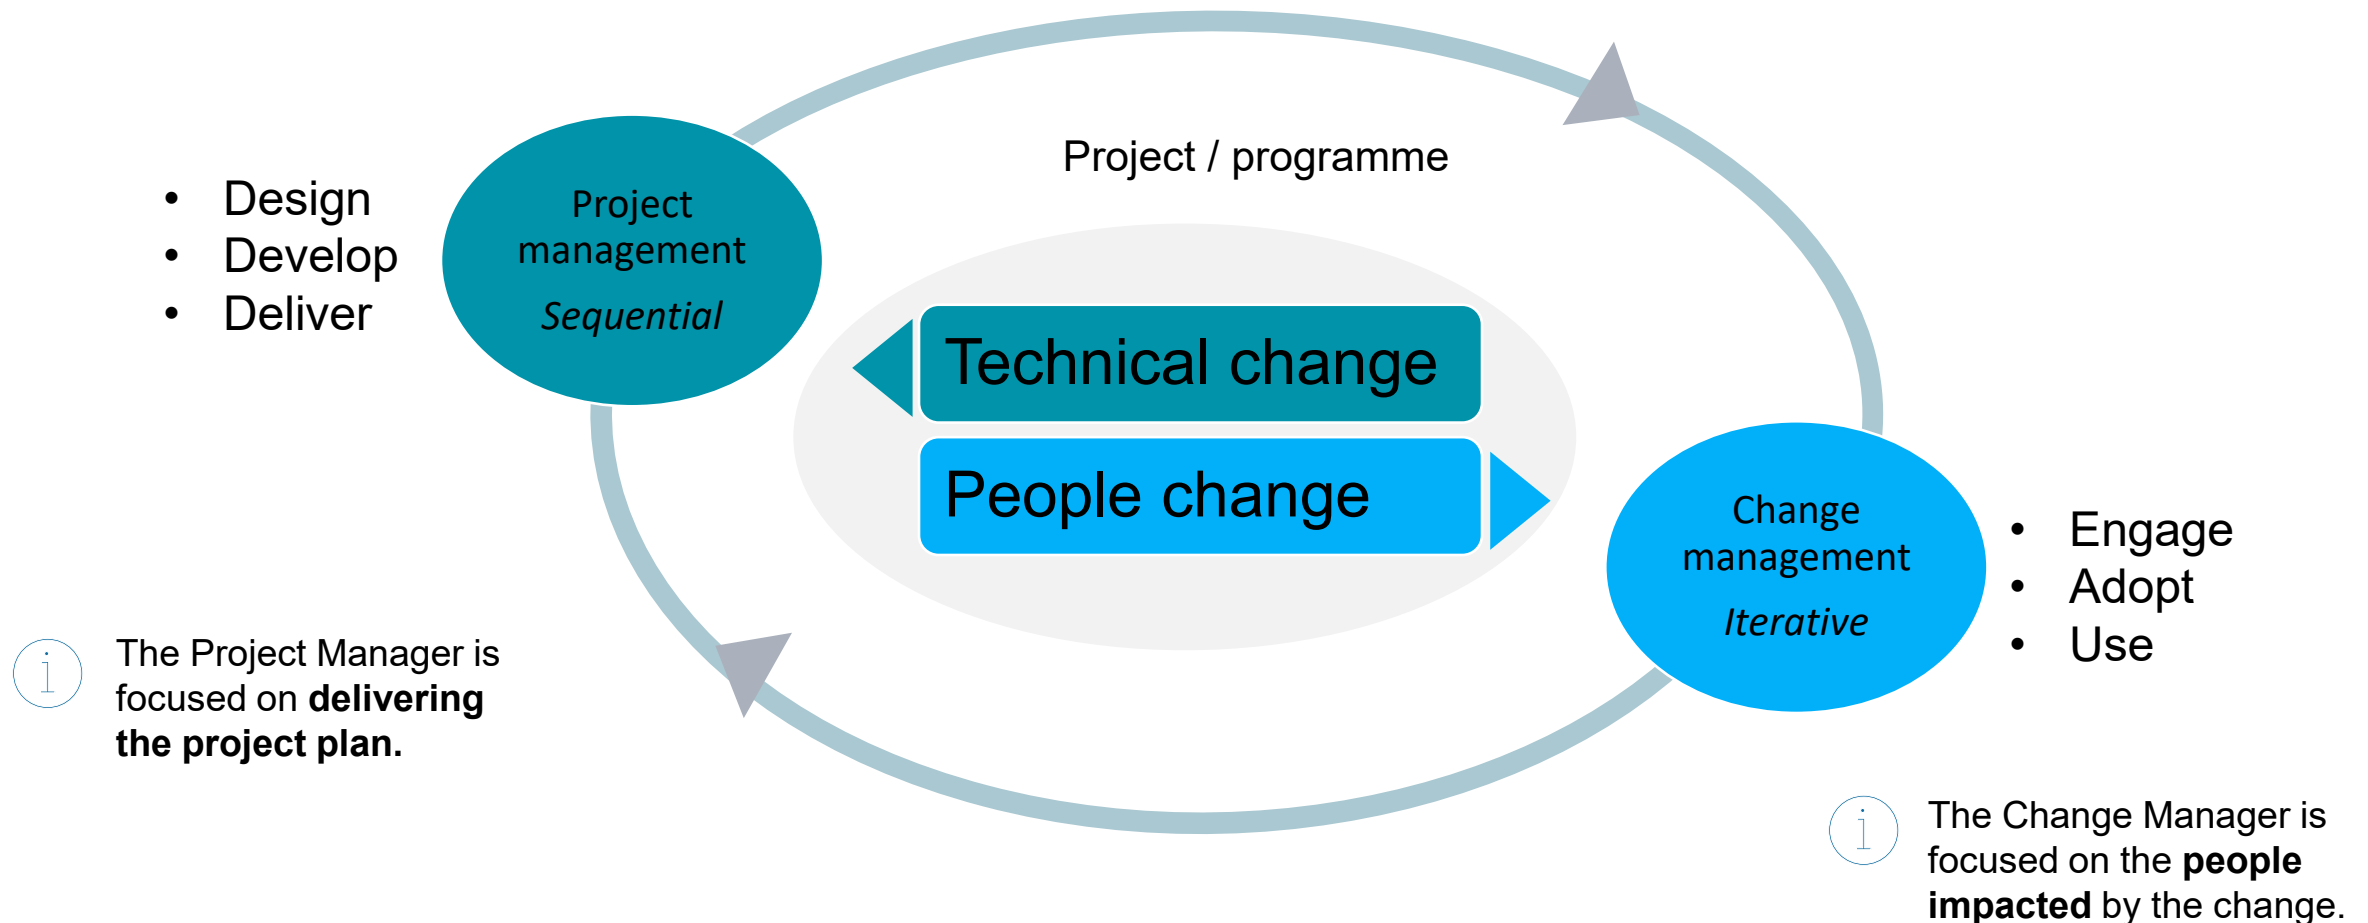 Project / programme
• Design
• Develop
• Deliver
Project
management
Sequential
Technical change
People change
Change
management
Iterative
• Engage
• Adopt
• Use
i
The Project Manager is
focused on delivering
the project plan.
i
The Change Manager is
focused on the people
impacted by the change.